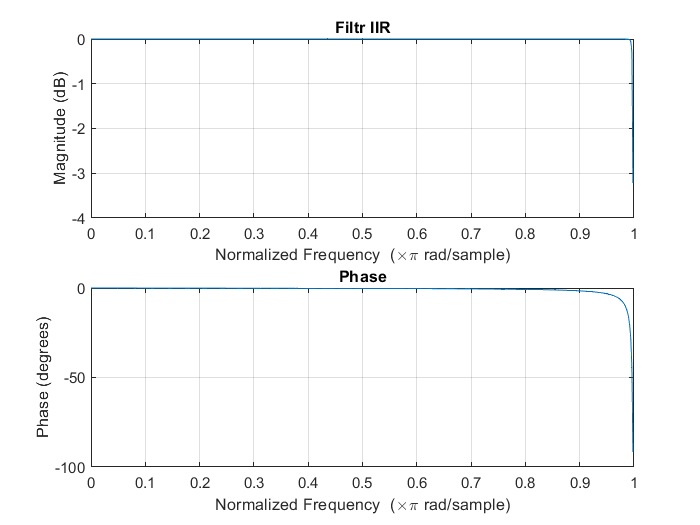 Filtr IIR
0
-1
-2
-3
-4
Magnitude (dB)
0 0.1 0.2 0.3 0.4 0.5 0.6 0.7 0.8 0.9 1
Normalized Frequency (×π rad/sample)
Phase
0
-50
-100
Phase (degrees)
0 0.1 0.2 0.3 0.4 0.5 0.6 0.7 0.8 0.9 1
Normalized Frequency (×π rad/sample)